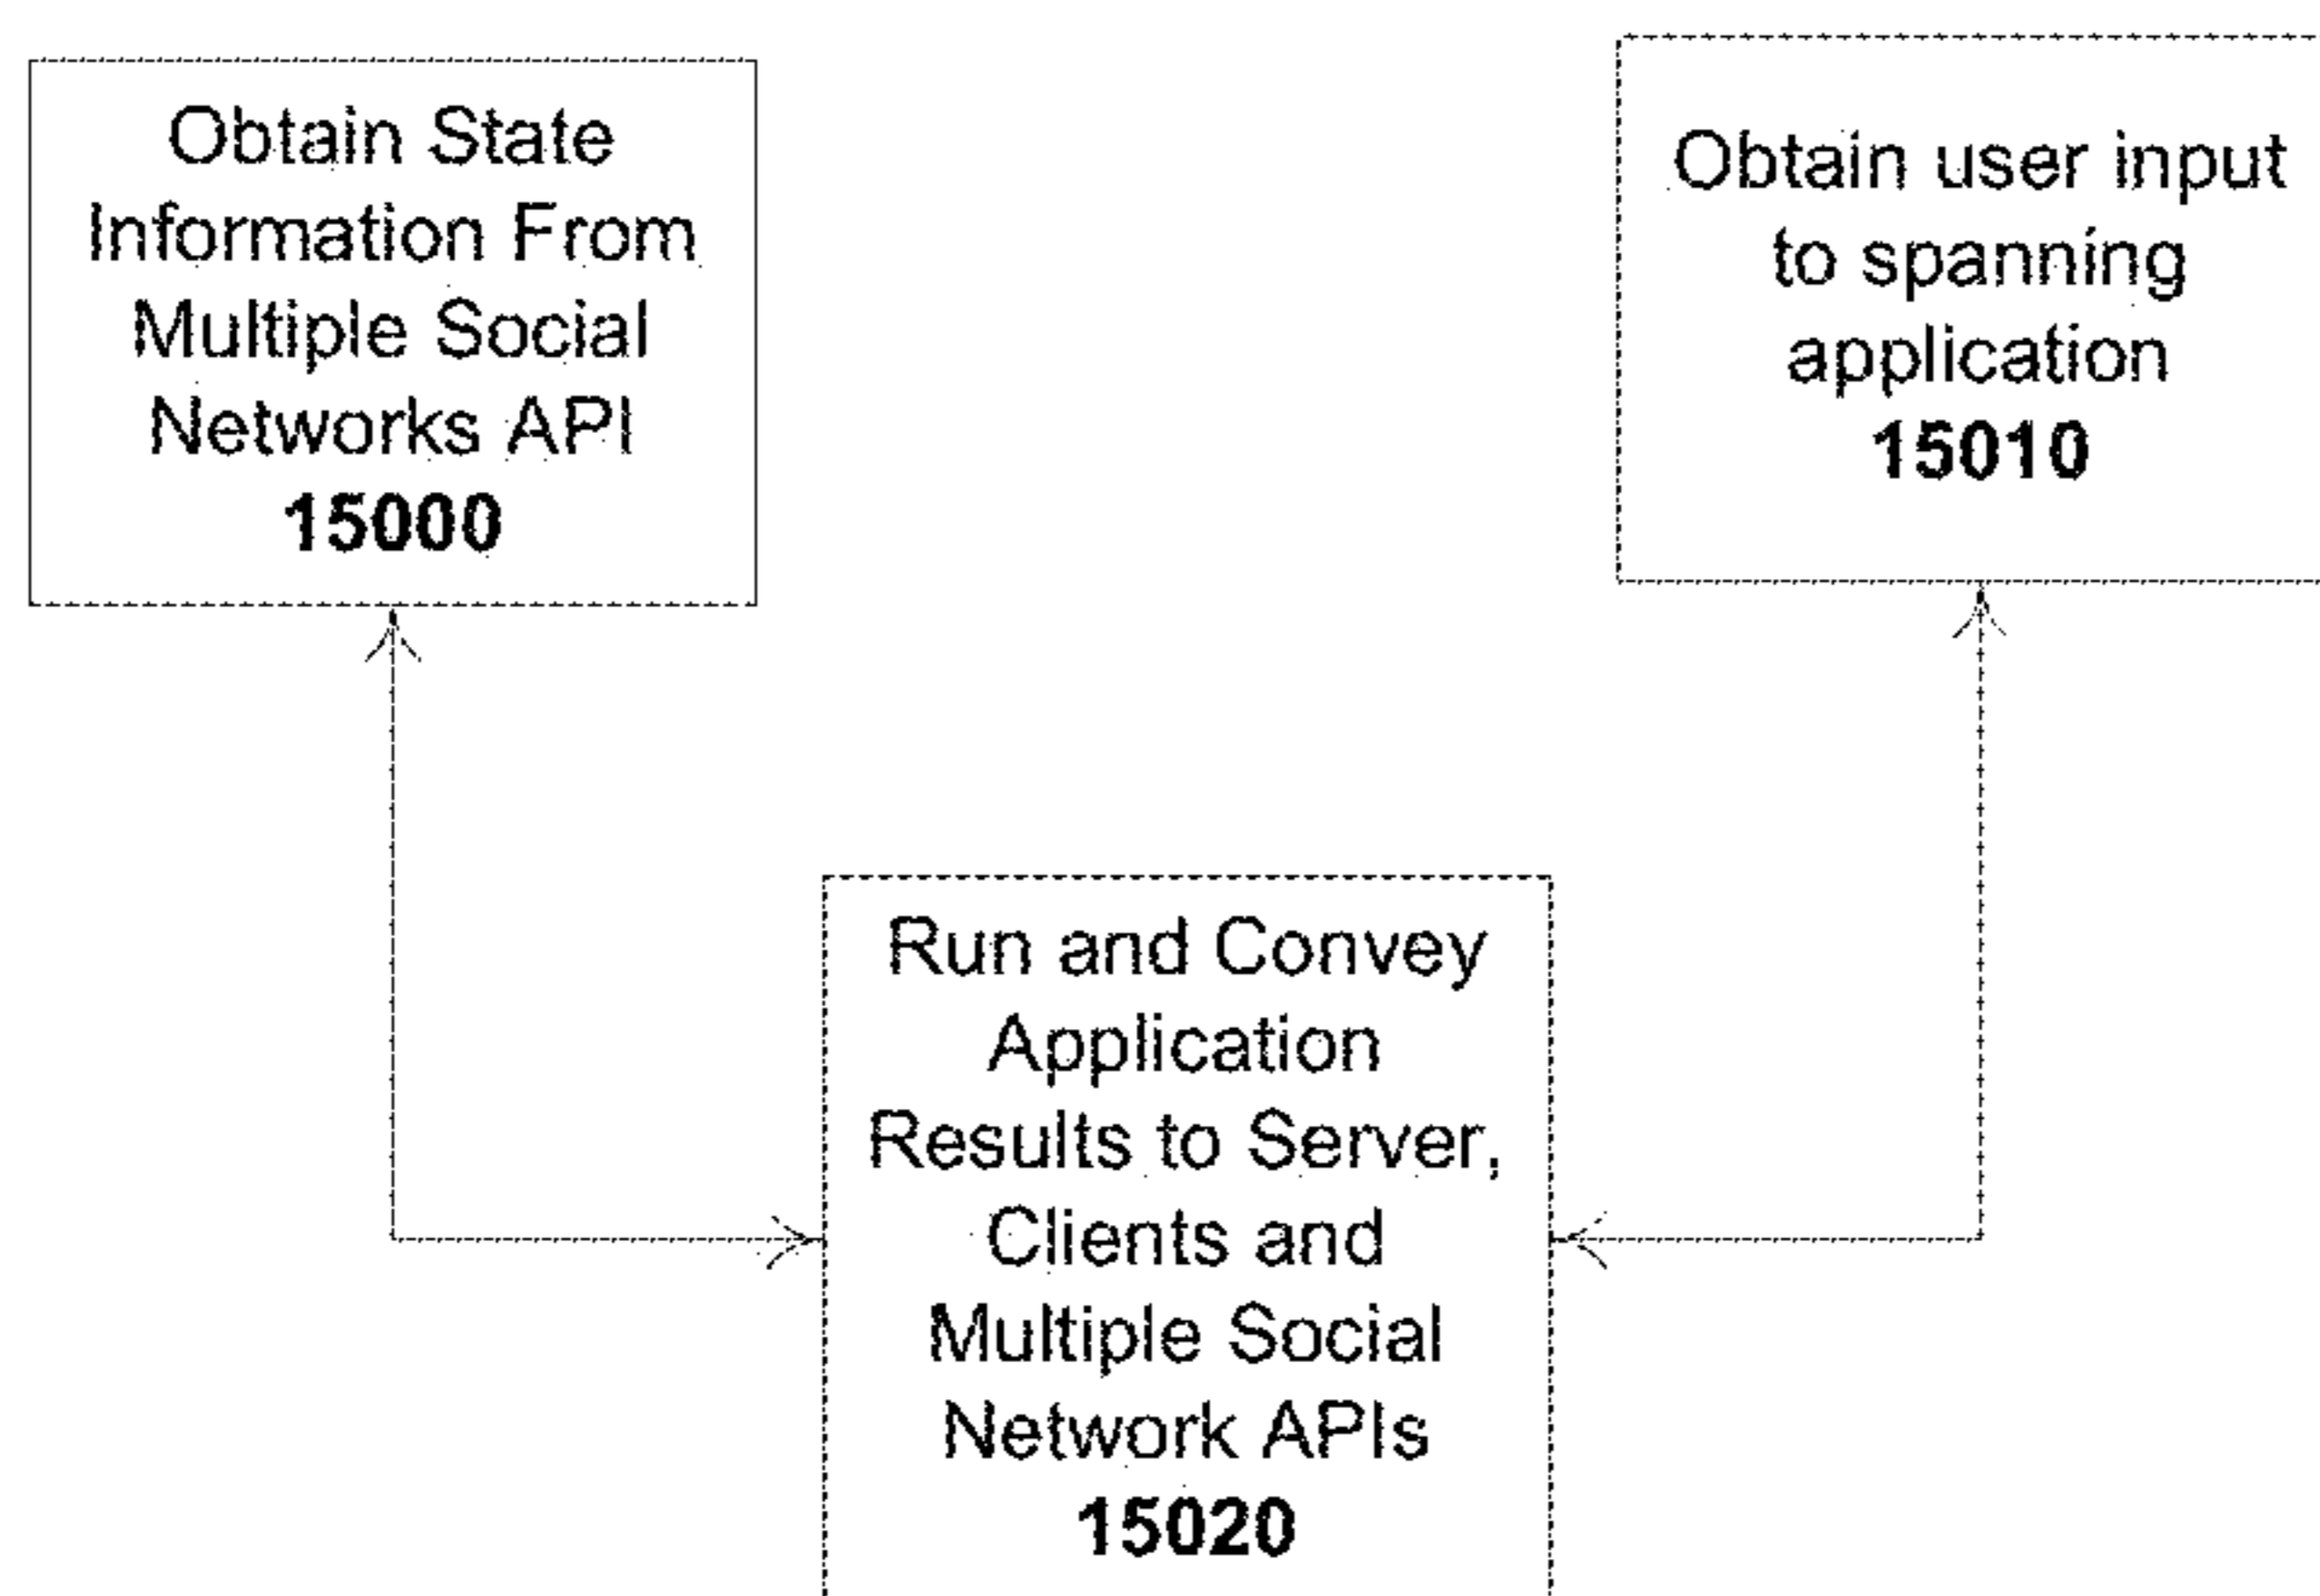 Obtain State
Information From
Multiple Social
Networks API
15000
Obtain user input
to spanning
application
15010
Run and Convey
Application
Results to Server,
Clients and
Multiple Social
Network APIs
15020